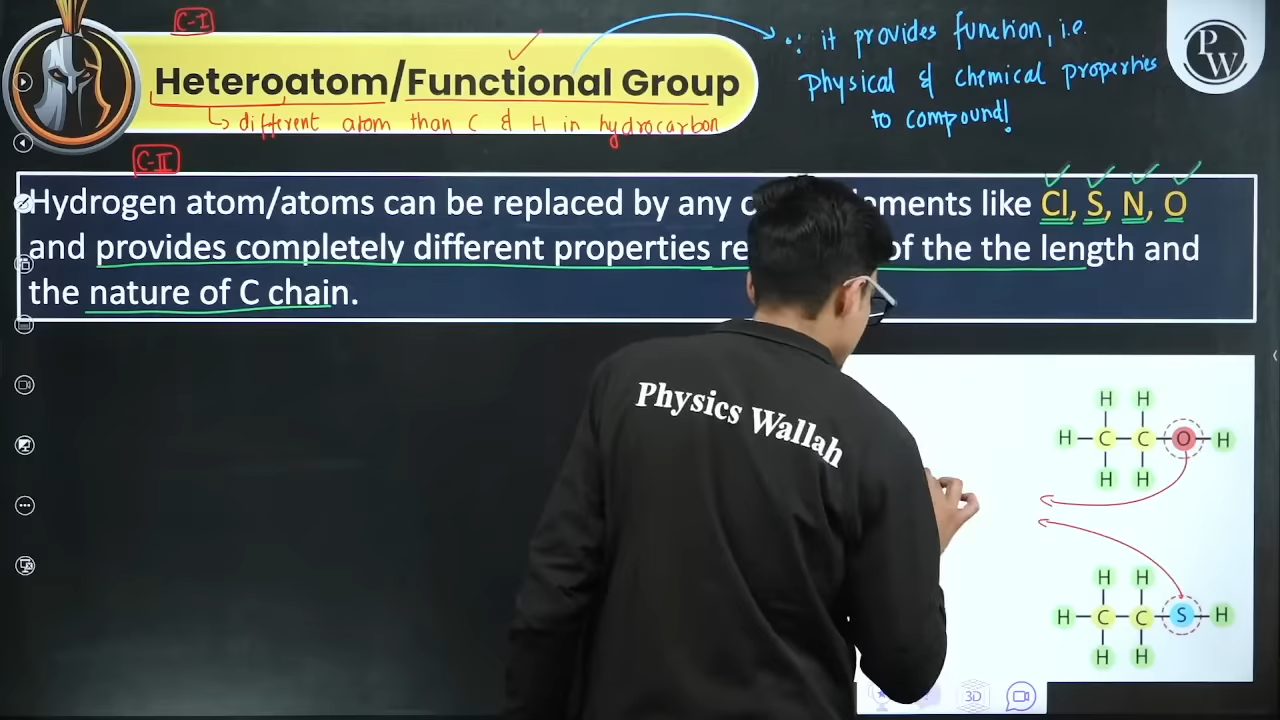 C-I
Heteroatom/Functional Group
∵ it provides function, i.e.
Physical & chemical properties
to compound!
different atom than C & H in hydrocarbon
PW
C-II
Hydrogen atom/atoms can be replaced by any ements like Cl, S, N, O
and provides completely different properties re of the the length and
the nature of C chain.
Physics Wallah
H H
H C C O H
H H
H H
H C C S H
H H
3D